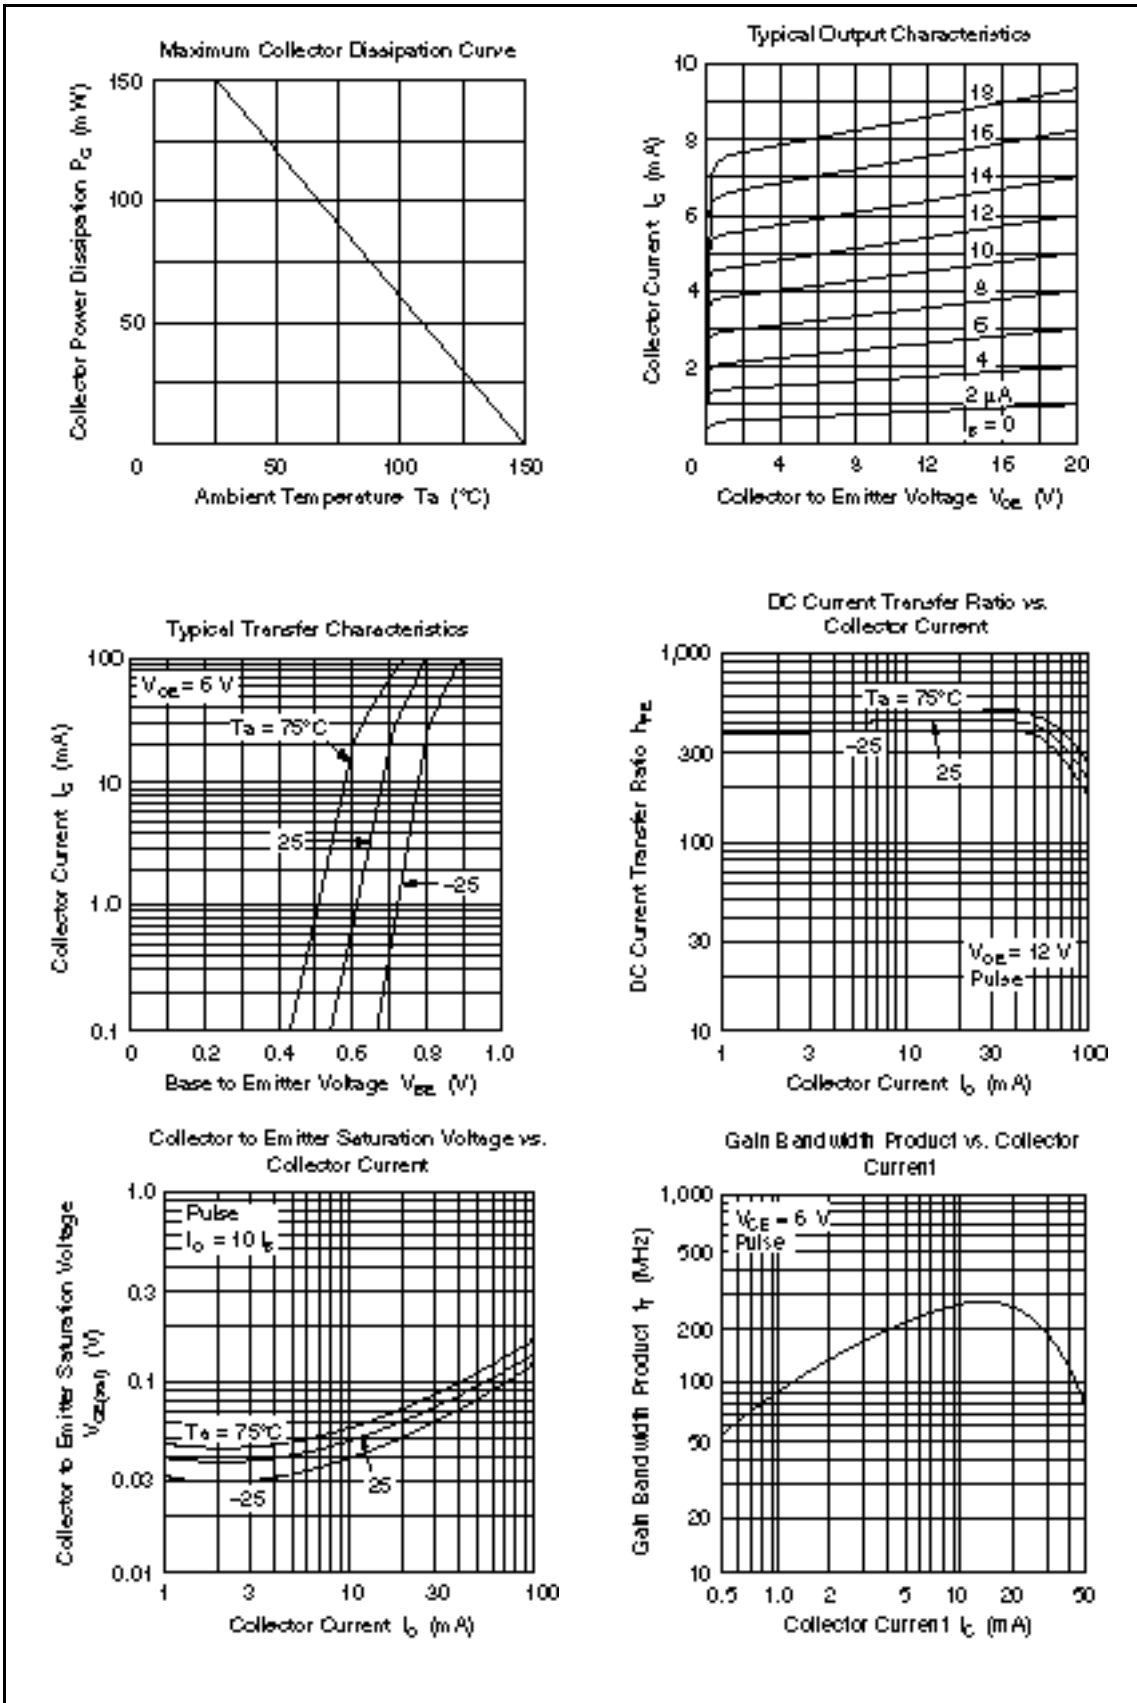 Maximum Collector Dissipation Curve
Collector Power Dissipation P_C (mW)
150
100
50
0
50
100
150
Ambient Temperature Ta (°C)
Typical Output Characteristics
Collector Current I_C (mA)
10
8
6
4
2
0
18
16
14
12
10
8
6
4
2 µA
I_B = 0
4
8
12
16
20
Collector to Emitter Voltage V_CE (V)
Typical Transfer Characteristics
Collector Current I_C (mA)
100
10
1.0
0.1
V_CE = 6 V
Ta = 75°C
25
–25
0
0.2
0.4
0.6
0.8
1.0
Base to Emitter Voltage V_BE (V)
DC Current Transfer Ratio vs.
Collector Current
DC Current Transfer Ratio h_FE
1,000
300
100
30
10
Ta = 75°C
–25
25
V_CE = 12 V
Pulse
1
3
10
30
100
Collector Current I_C (mA)
Collector to Emitter Saturation Voltage vs.
Collector Current
Collector to Emitter Saturation Voltage
V_CE(sat) (V)
1.0
0.3
0.1
0.03
0.01
Pulse
I_C = 10 I_B
Ta = 75°C
25
–25
1
3
10
30
100
Collector Current I_C (mA)
Gain Bandwidth Product vs. Collector
Current
Gain Bandwidth Product f_T (MHz)
1,000
500
200
100
50
20
10
V_CE = 6 V
Pulse
0.5
1.0
2
5
10
20
50
Collector Current I_C (mA)